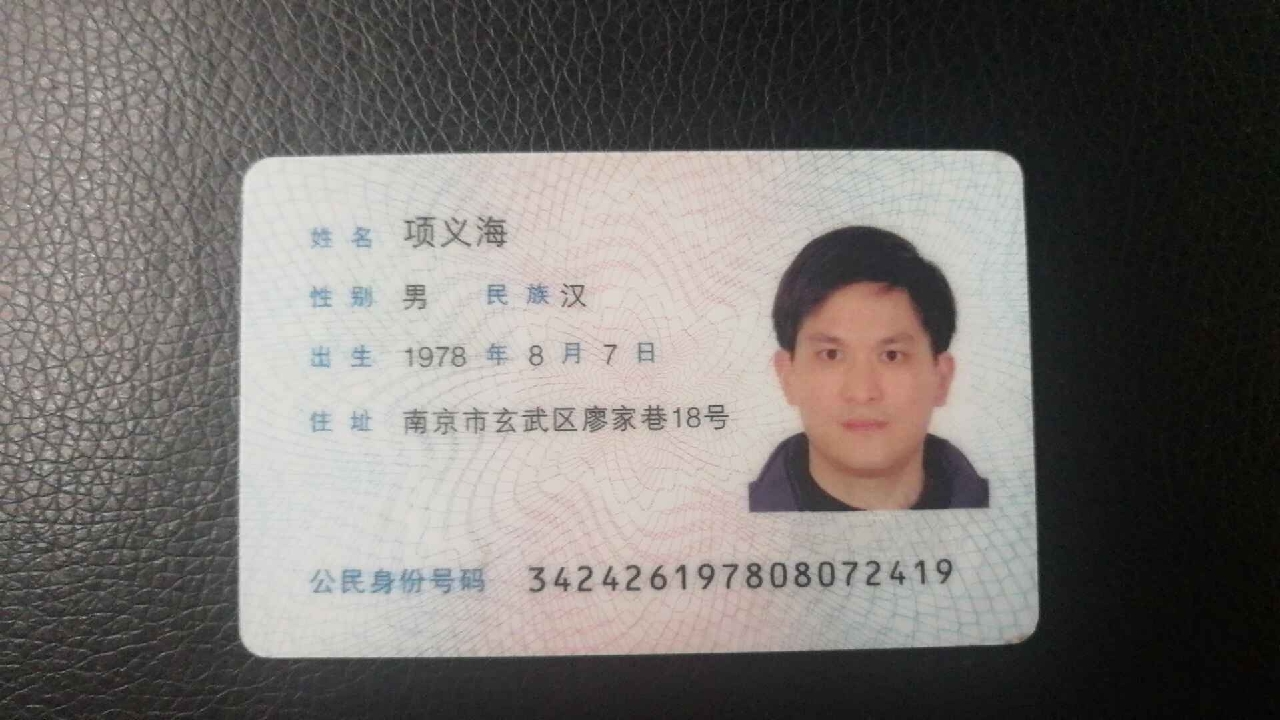 姓名 项义海
性别 男 民族 汉
出生 1978 年 8 月 7 日
住址 南京市玄武区廖家巷18号
公民身份号码 342426197808072419